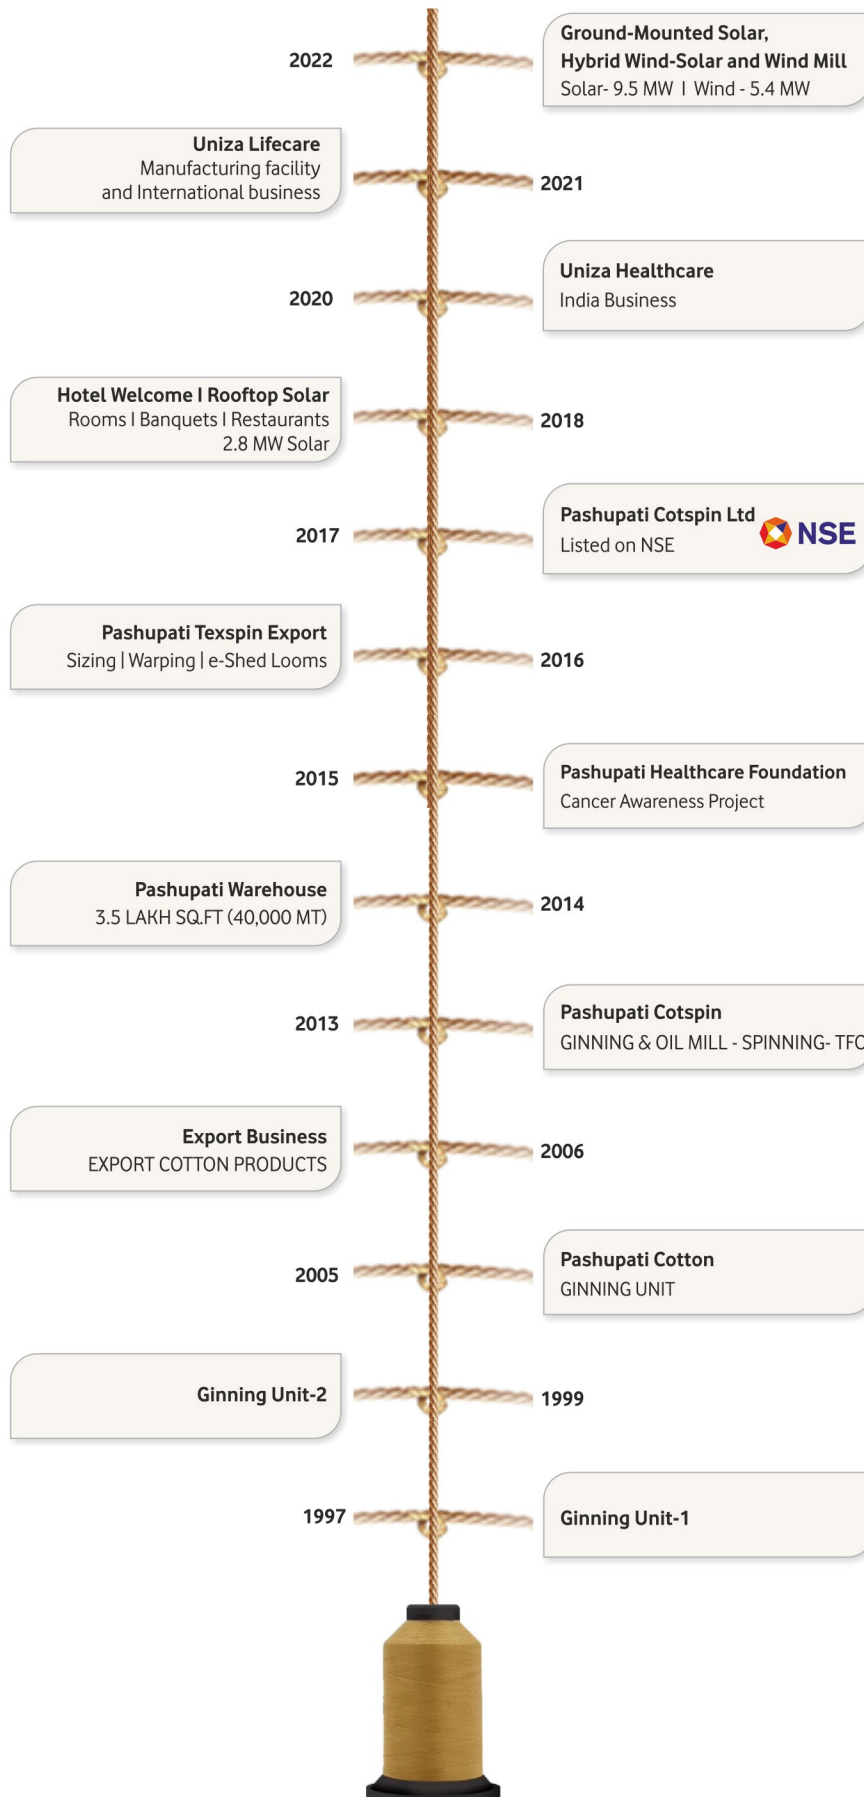 2022
Ground-Mounted Solar,
Hybrid Wind-Solar and Wind Mill
Solar- 9.5 MW I Wind - 5.4 MW
Uniza Lifecare
Manufacturing facility
and International business
2021
2020
Uniza Healthcare
India Business
Hotel Welcome I Rooftop Solar
Rooms I Banquets I Restaurants
2.8 MW Solar
2018
2017
Pashupati Cotspin Ltd
Listed on NSE
NSE
Pashupati Texspin Export
Sizing | Warping | e-Shed Looms
2016
2015
Pashupati Healthcare Foundation
Cancer Awareness Project
Pashupati Warehouse
3.5 LAKH SQ.FT (40,000 MT)
2014
2013
Pashupati Cotspin
GINNING & OIL MILL - SPINNING- TFO
Export Business
EXPORT COTTON PRODUCTS
2006
2005
Pashupati Cotton
GINNING UNIT
Ginning Unit-2
1999
1997
Ginning Unit-1